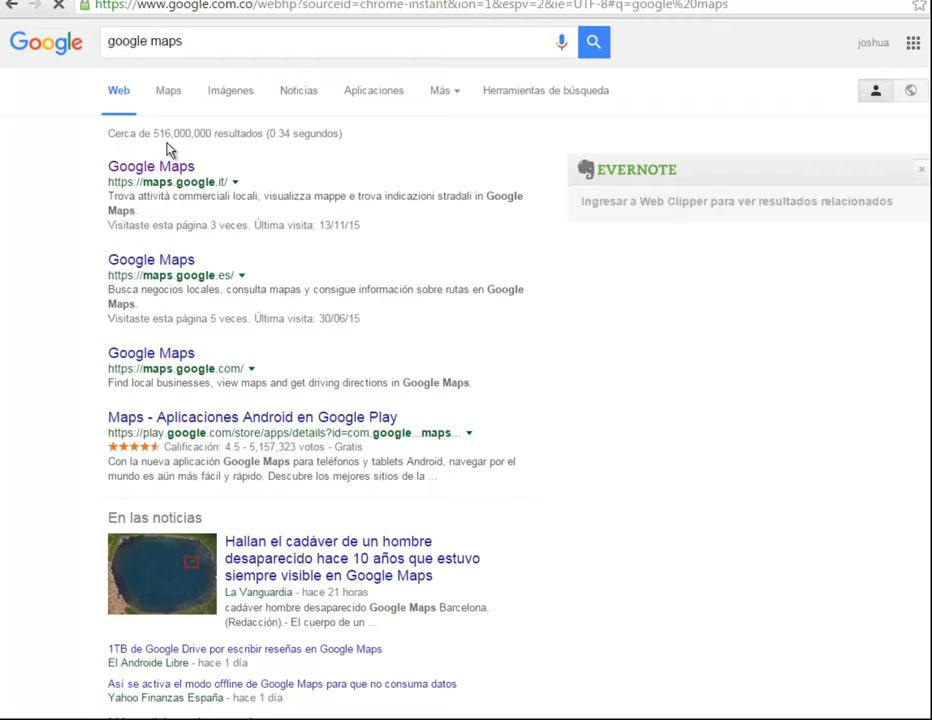 https://www.google.com.co/webhp?sourceid=chrome-instant&ion=1&espv=2&ie=UTF-8#q=google%20maps
Google
google maps
joshua
Web Maps Imágenes Noticias Aplicaciones Más Herramientas de búsqueda
Cerca de 516,000,000 resultados (0.34 segundos)
Google Maps
https://maps.google.it/
Trova attività commerciali locali, visualizza mappe e trova indicazioni stradali in Google
Maps.
Visitaste esta página 3 veces. Última visita: 13/11/15
EVERNOTE
Ingresar a Web Clipper para ver resultados relacionados
Google Maps
https://maps.google.es/
Busca negocios locales, consulta mapas y consigue información sobre rutas en Google
Maps.
Visitaste esta página 5 veces. Última visita: 30/06/15
Google Maps
https://maps.google.com/
Find local businesses, view maps and get driving directions in Google Maps.
Maps - Aplicaciones Android en Google Play
https://play.google.com/store/apps/details?id=com.google...maps...
Calificación: 4.5 - 5,157,323 votos - Gratis
Con la nueva aplicación Google Maps para teléfonos y tablets Android, navegar por el
mundo es aún más fácil y rápido. Descubre los mejores sitios de la ...
En las noticias
Hallan el cadáver de un hombre
desaparecido hace 10 años que estuvo
siempre visible en Google Maps
La Vanguardia - hace 21 horas
cadáver hombre desaparecido Google Maps Barcelona.
(Redacción).- El cuerpo de un ...
1TB de Google Drive por escribir reseñas en Google Maps
El Androide Libre - hace 1 día
Así se activa el modo offline de Google Maps para que no consuma datos
Yahoo Finanzas España - hace 1 día